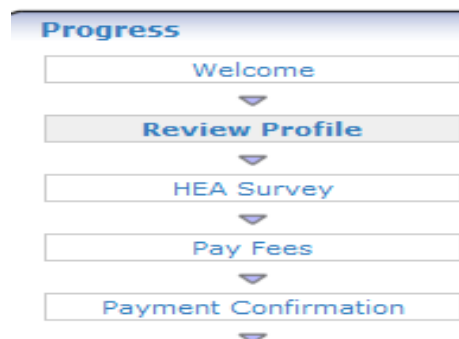 Progress
Welcome
Review Profile
HEA Survey
Pay Fees
Payment Confirmation